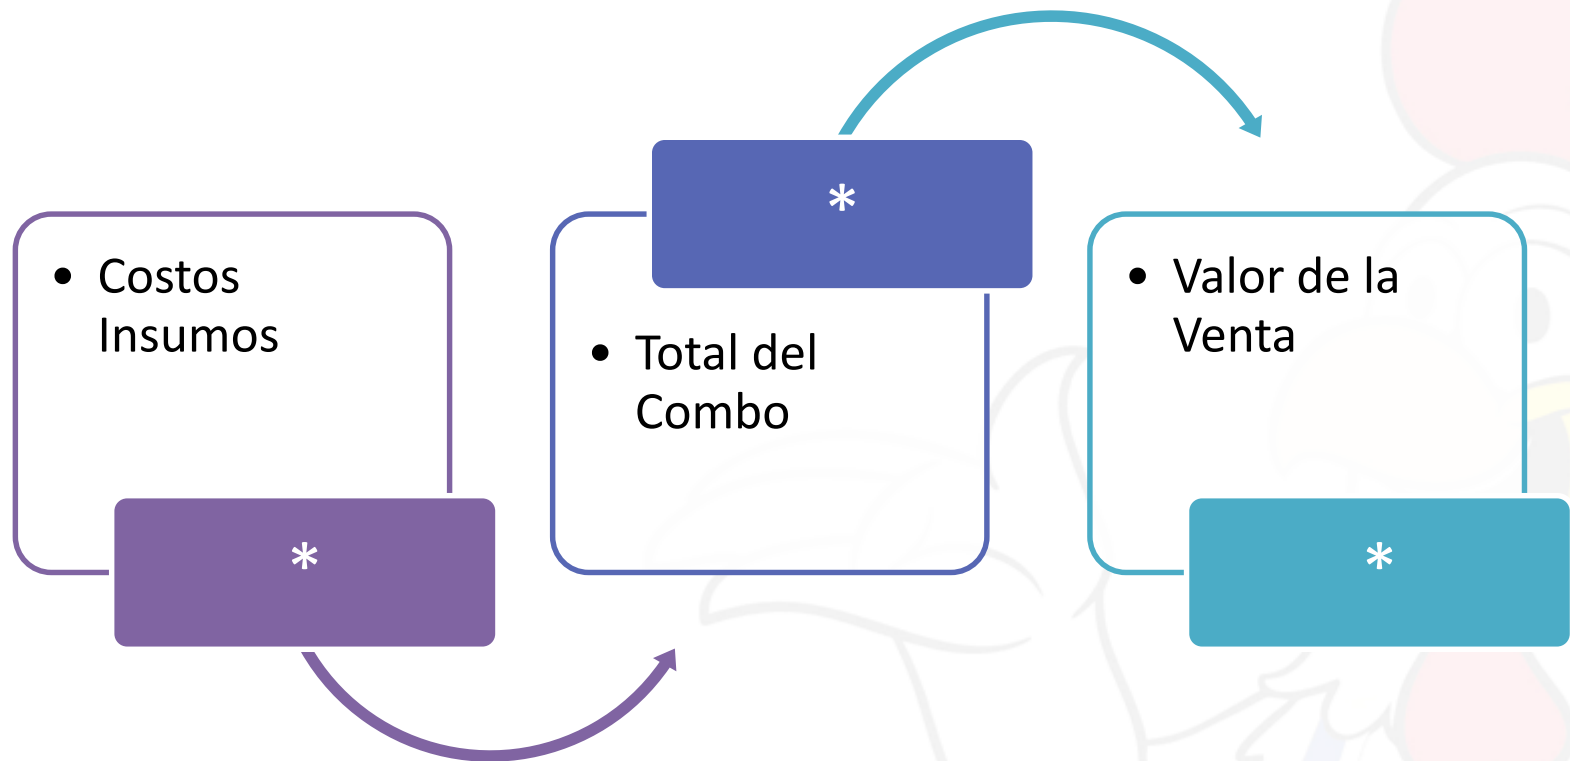 • Costos
Insumos
*
*
• Total del
Combo
• Valor de la
Venta
*